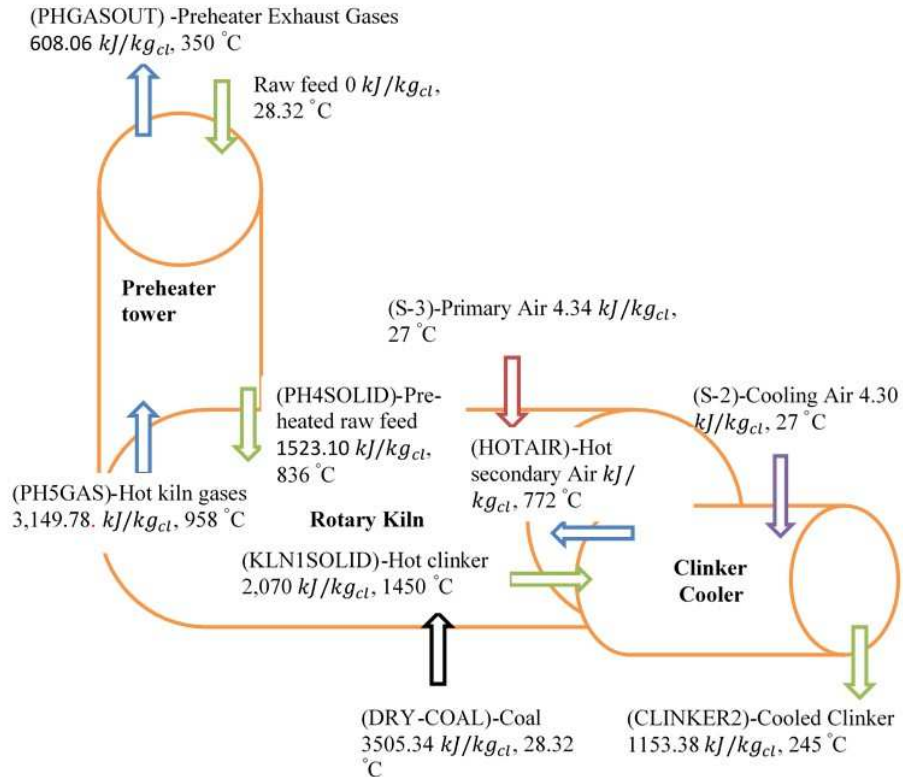 (PHGASOUT) -Preheater Exhaust Gases
608.06 kJ/kg_cl, 350 °C
Raw feed 0 kJ/kg_cl,
28.32 °C
Preheater
tower
(S-3)-Primary Air 4.34 kJ/kg_cl,
27 °C
(PH4SOLID)-Pre-
heated raw feed
1523.10 kJ/kg_cl,
836 °C
(S-2)-Cooling Air 4.30
kJ/kg_cl, 27 °C
(HOTAIR)-Hot
secondary Air kJ/
kg_cl, 772 °C
(PH5GAS)-Hot kiln gases
3,149.78. kJ/kg_cl, 958 °C
Rotary Kiln
(KLN1SOLID)-Hot clinker
2,070 kJ/kg_cl, 1450 °C
Clinker
Cooler
(DRY-COAL)-Coal
3505.34 kJ/kg_cl, 28.32
°C
(CLINKER2)-Cooled Clinker
1153.38 kJ/kg_cl, 245 °C